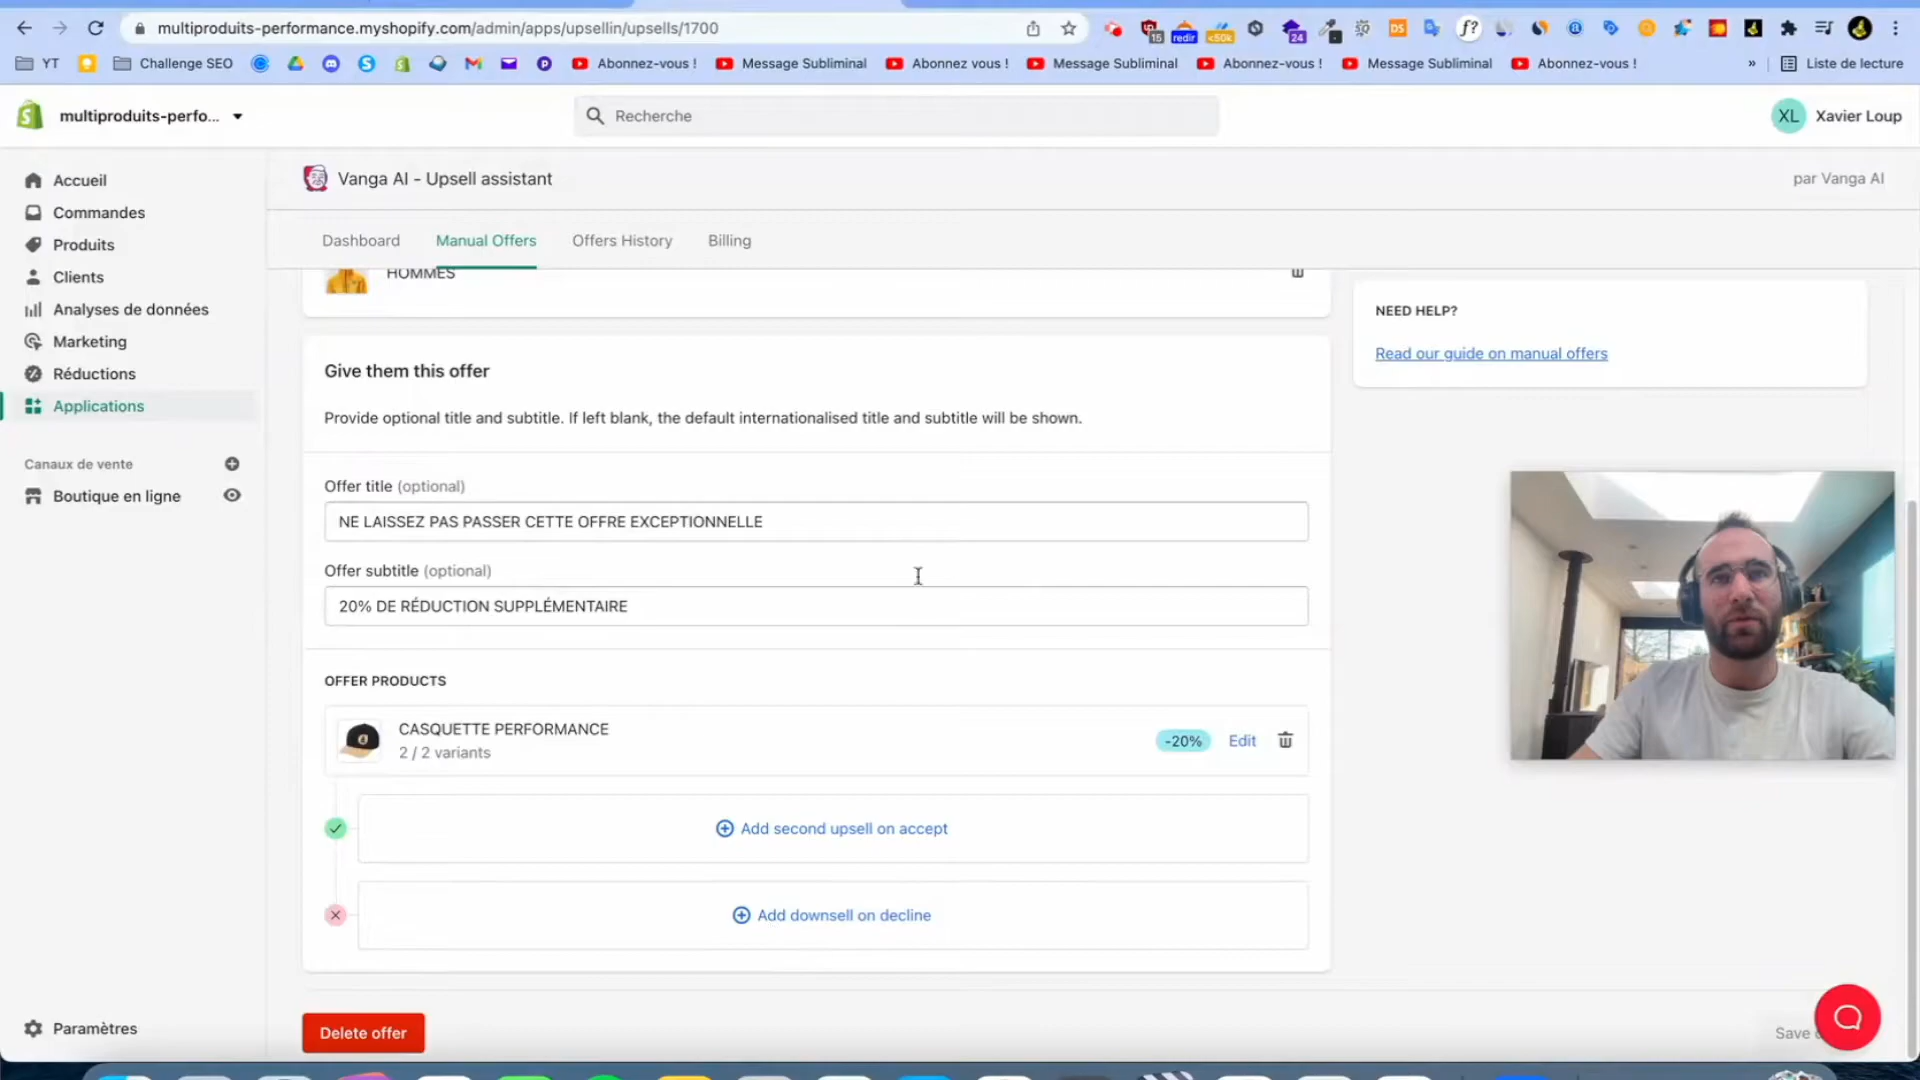 multiproduits-performance.myshopify.com/admin/apps/upsellin/upsells/1700
15
redir
<50k
24
f?
DS
YT
Challenge SEO
Abonnez-vous !
Message Subliminal
Abonnez vous !
Message Subliminal
Abonnez-vous !
Message Subliminal
Abonnez-vous !
»
Liste de lecture
multiproduits-perfo...
Recherche
XL
Xavier Loup
Accueil
Commandes
Produits
Clients
Analyses de données
Marketing
Réductions
Applications
Canaux de vente
Boutique en ligne
Paramètres
Vanga AI - Upsell assistant
par Vanga AI
Dashboard
Manual Offers
Offers History
Billing
HOMMES
NEED HELP?
Read our guide on manual offers
Give them this offer
Provide optional title and subtitle. If left blank, the default internationalised title and subtitle will be shown.
Offer title (optional)
NE LAISSEZ PAS PASSER CETTE OFFRE EXCEPTIONNELLE
Offer subtitle (optional)
20% DE RÉDUCTION SUPPLÉMENTAIRE
OFFER PRODUCTS
CASQUETTE PERFORMANCE
2 / 2 variants
-20%
Edit
Add second upsell on accept
Add downsell on decline
Delete offer
Save